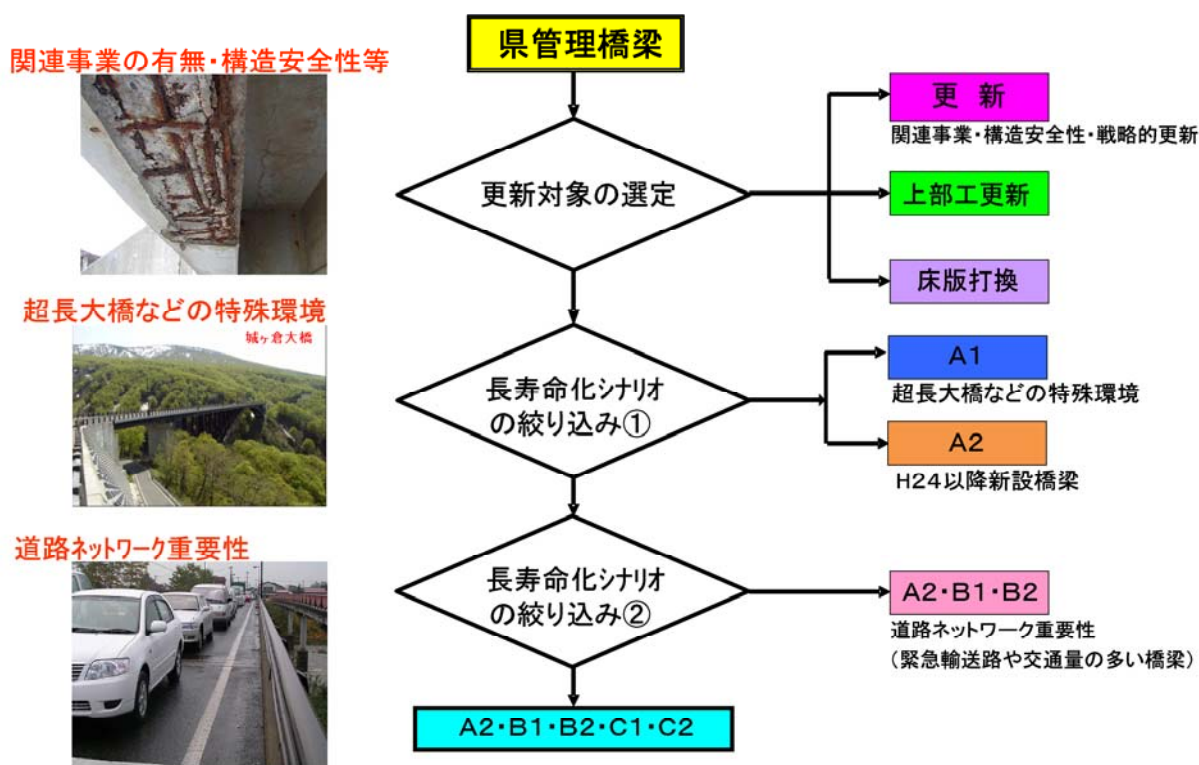 県管理橋梁
関連事業の有無・構造安全性等
更新対象の選定
更 新
関連事業・構造安全性・戦略的更新
上部工更新
床版打換
超長大橋などの特殊環境
城ヶ倉大橋
長寿命化シナリオ
の絞り込み①
A1
超長大橋などの特殊環境
A2
H24以降新設橋梁
道路ネットワーク重要性
長寿命化シナリオ
の絞り込み②
A2・B1・B2
道路ネットワーク重要性
(緊急輸送路や交通量の多い橋梁)
A2・B1・B2・C1・C2